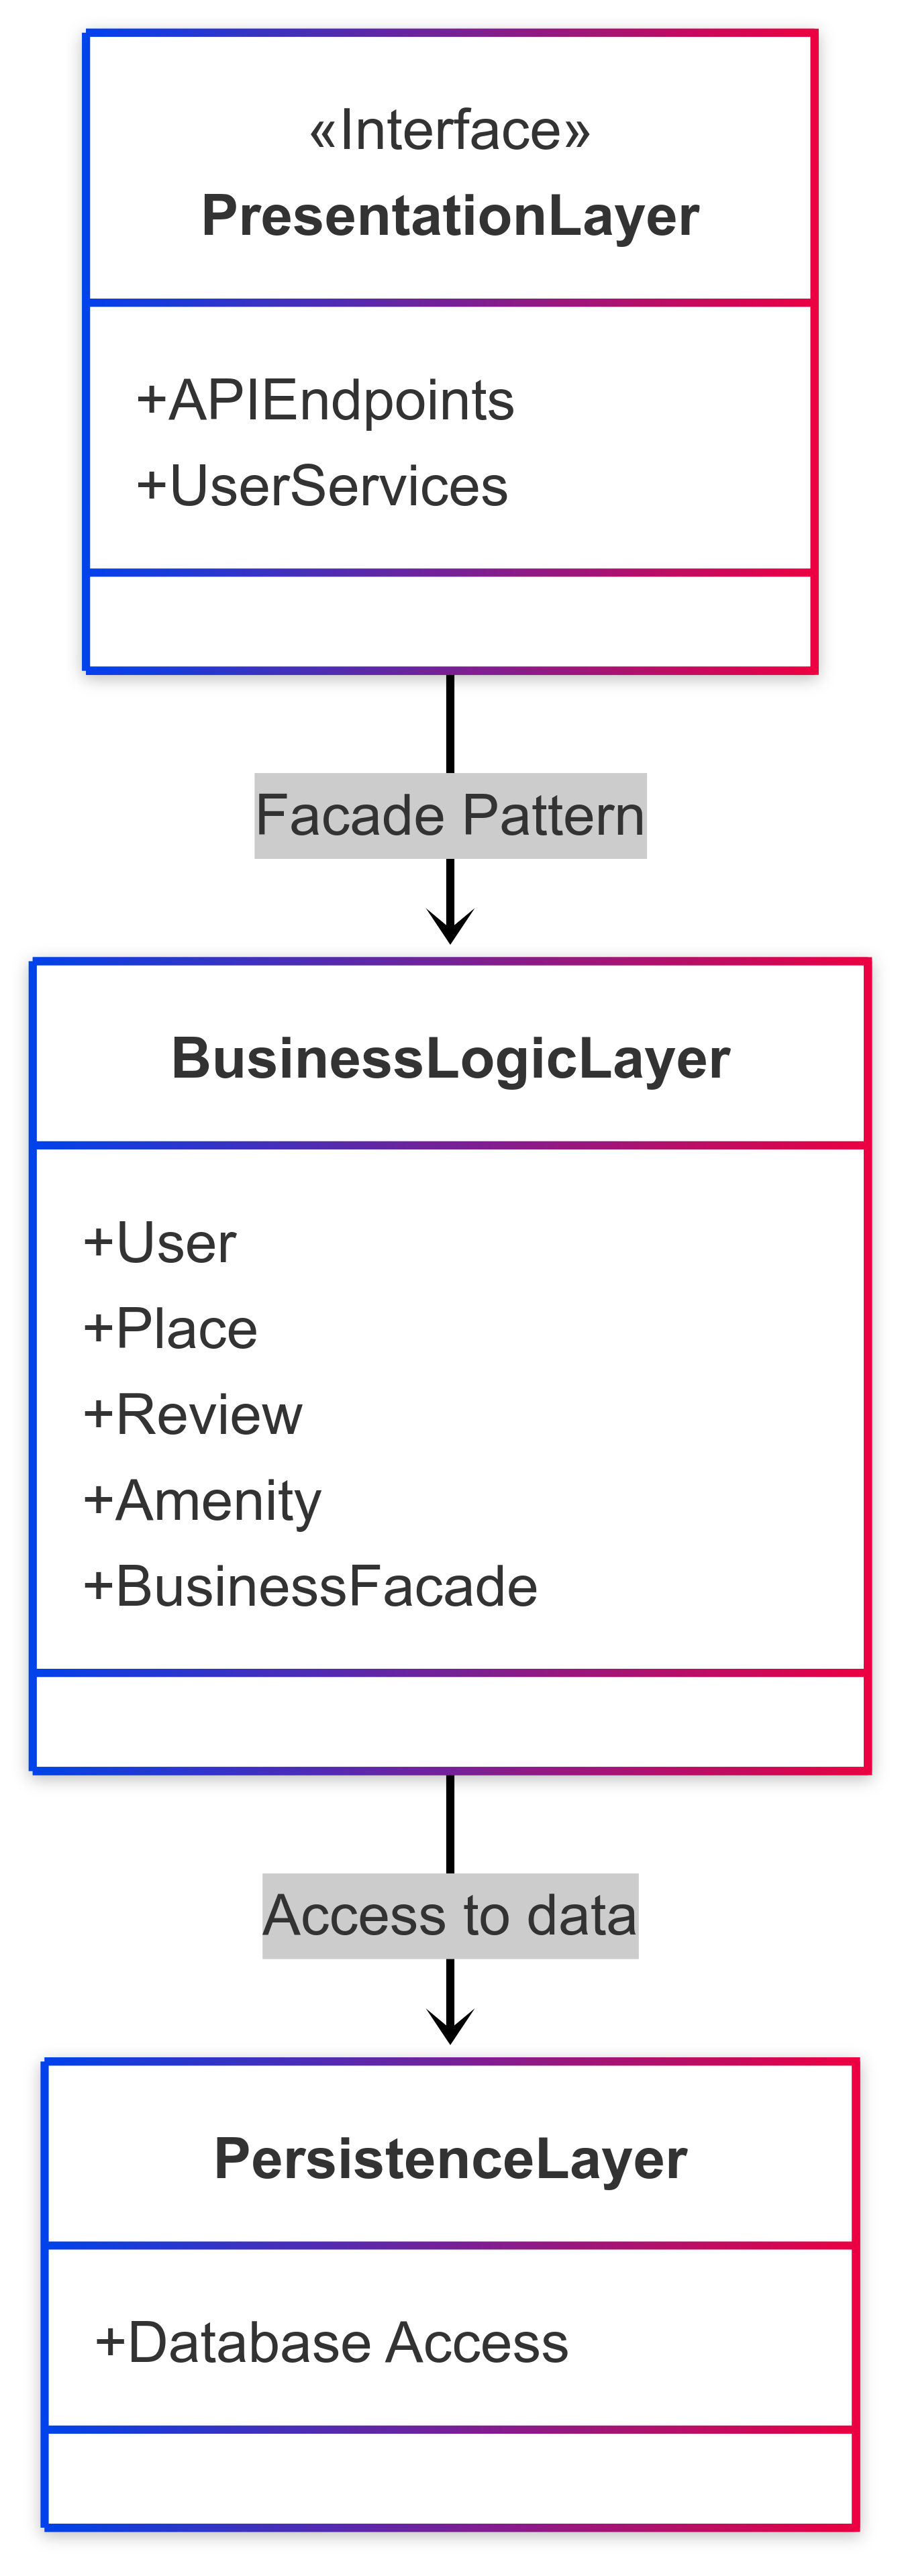 «Interface»
PresentationLayer
+APIEndpoints
+UserServices
Facade Pattern
BusinessLogicLayer
+User
+Place
+Review
+Amenity
+BusinessFacade
Access to data
PersistenceLayer
+Database Access